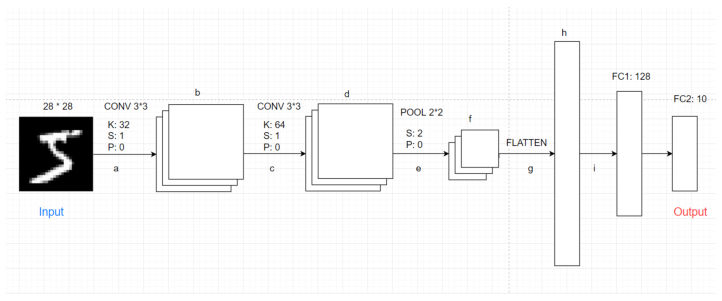 28 * 28
Input
CONV 3*3
K: 32
S: 1
P: 0
a
b
CONV 3*3
K: 64
S: 1
P: 0
c
d
POOL 2*2
S: 2
P: 0
e
f
FLATTEN
g
h
i
FC1: 128
FC2: 10
Output